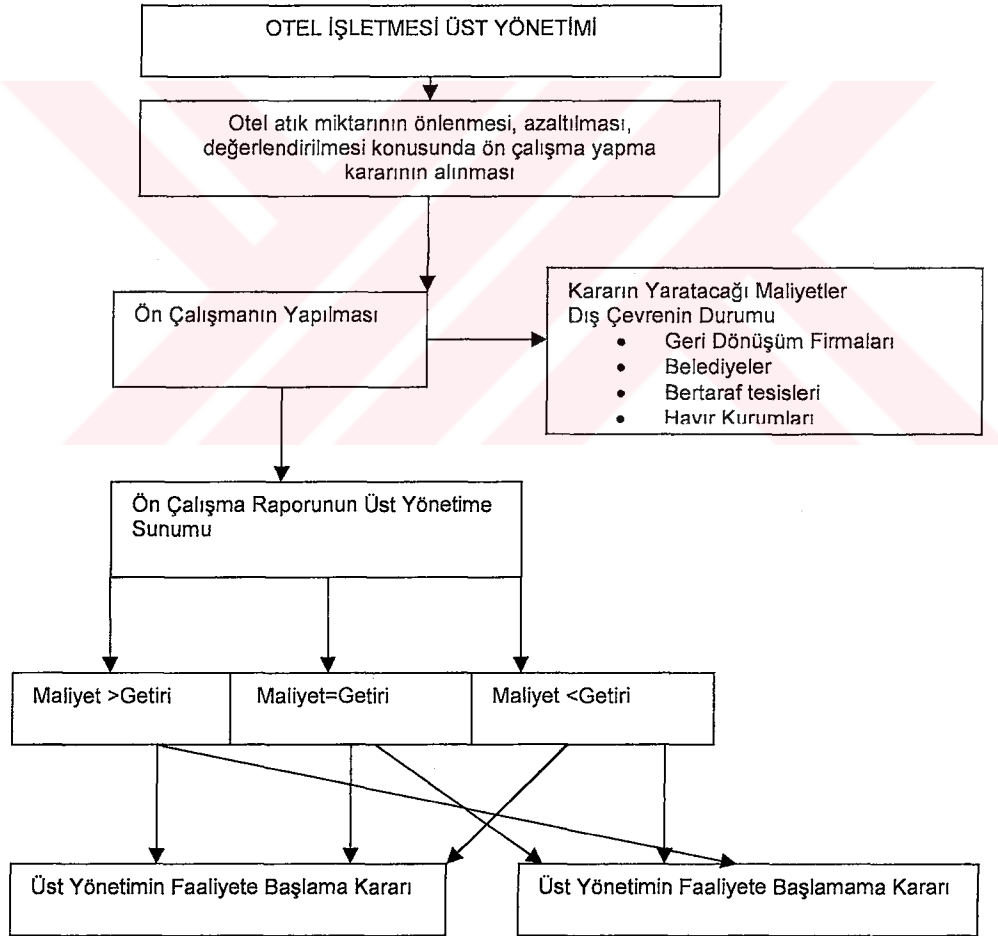 OTEL İŞLETMESİ ÜST YÖNETİMİ
Otel atık miktarının önlenmesi, azaltılması,
değerlendirilmesi konusunda ön çalışma yapma
kararının alınması
Ön Çalışmanın Yapılması
Kararın Yaratacağı Maliyetler
Dış Çevrenin Durumu
• Geri Dönüşüm Firmaları
• Belediyeler
• Bertaraf tesisleri
• Hayır Kurumları
Ön Çalışma Raporunun Üst Yönetime
Sunumu
Maliyet >Getiri
Maliyet=Getiri
Maliyet <Getiri
Üst Yönetimin Faaliyete Başlama Kararı
Üst Yönetimin Faaliyete Başlamama Kararı